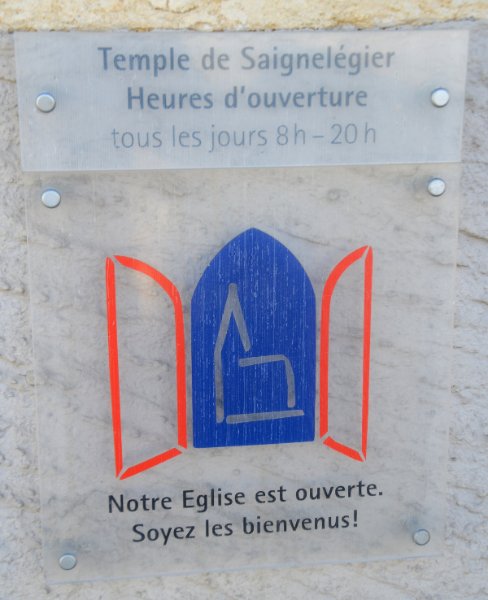 Temple de Saignelégier
Heures d'ouverture
tous les jours 8h – 20h
Notre Eglise est ouverte.
Soyez les bienvenus!